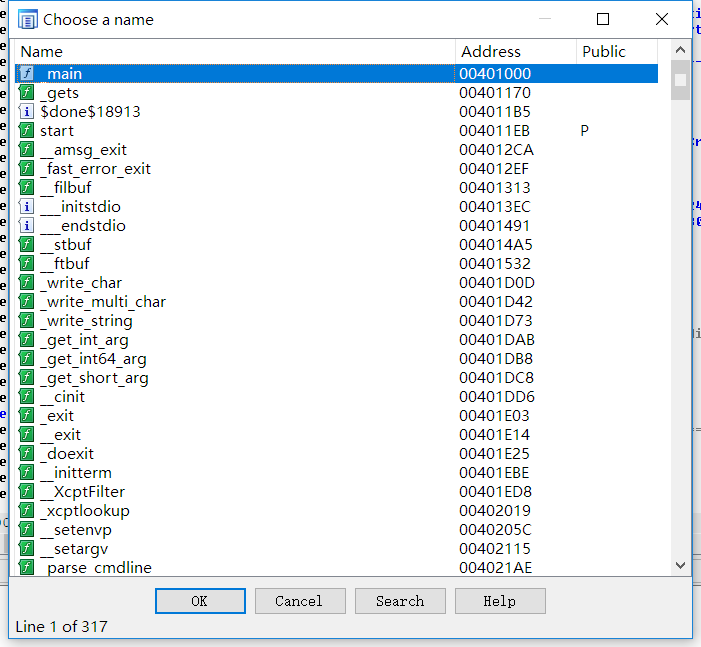 Choose a name
Name Address Public
_main 00401000
_gets 00401170
$done$18913 004011B5
start 004011EB P
__amsg_exit 004012CA
_fast_error_exit 004012EF
__filbuf 00401313
___initstdio 004013EC
___endstdio 00401491
__stbuf 004014A5
__ftbuf 00401532
_write_char 00401D0D
_write_multi_char 00401D42
_write_string 00401D73
_get_int_arg 00401DAB
_get_int64_arg 00401DB8
_get_short_arg 00401DC8
__cinit 00401DD6
_exit 00401E03
__exit 00401E14
_doexit 00401E25
__initterm 00401EBE
__XcptFilter 00401ED8
_xcptlookup 00402019
__setenvp 0040205C
__setargv 00402115
_parse_cmdline 004021AE
OK Cancel Search Help
Line 1 of 317